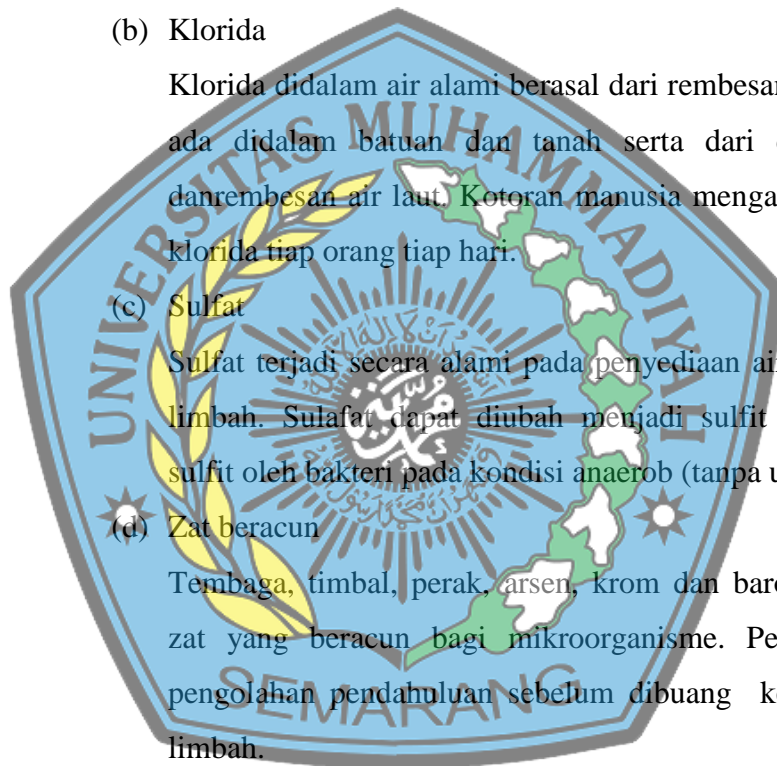 (b) Klorida
Klorida didalam air alami berasal dari rembesan
ada didalam batuan dan tanah serta dari
danrembesan air laut. Kotoran manusia menga
klorida tiap orang tiap hari.
(c) Sulfat
Sulfat terjadi secara alami pada penyediaan air
limbah. Sulafat dapat diubah menjadi sulfit
sulfit oleh bakteri pada kondisi anaerob (tanpa u
(d) Zat beracun
Tembaga, timbal, perak, arsen, krom dan baro
zat yang beracun bagi mikroorganisme. Pe
pengolahan pendahuluan sebelum dibuang ke
limbah.
UNIVERSITAS MUHAMMADIYAH
SEMARANG